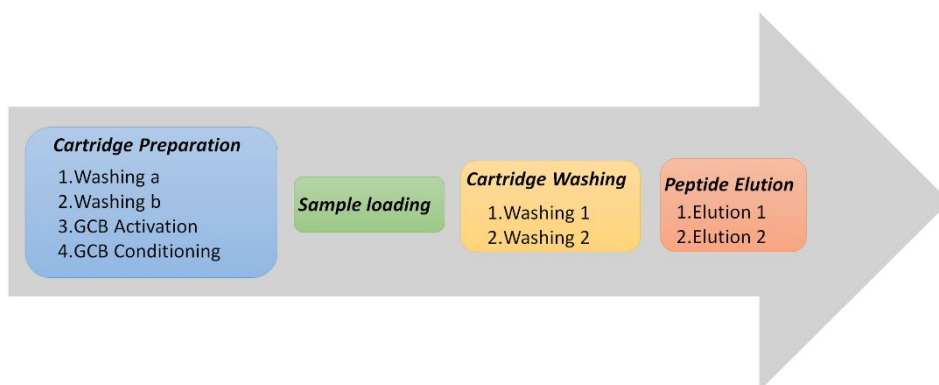 Cartridge Preparation
1.Washing a
2.Washing b
3.GCB Activation
4.GCB Conditioning
Sample loading
Cartridge Washing
1.Washing 1
2.Washing 2
Peptide Elution
1.Elution 1
2.Elution 2